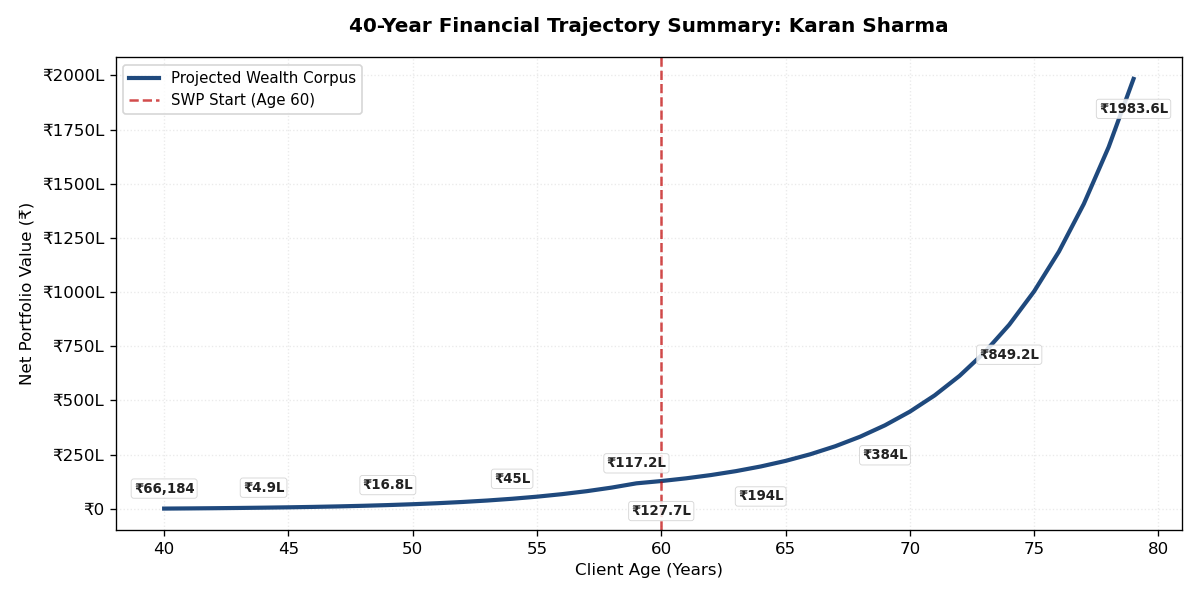 40-Year Financial Trajectory Summary: Karan Sharma
Projected Wealth Corpus
SWP Start (Age 60)
Net Portfolio Value (₹)
₹2000L
₹1750L
₹1500L
₹1250L
₹1000L
₹750L
₹500L
₹250L
₹0
₹66,184
₹4.9L
₹16.8L
₹45L
₹117.2L
₹127.7L
₹194L
₹384L
₹849.2L
₹1983.6L
40
45
50
55
60
65
70
75
80
Client Age (Years)